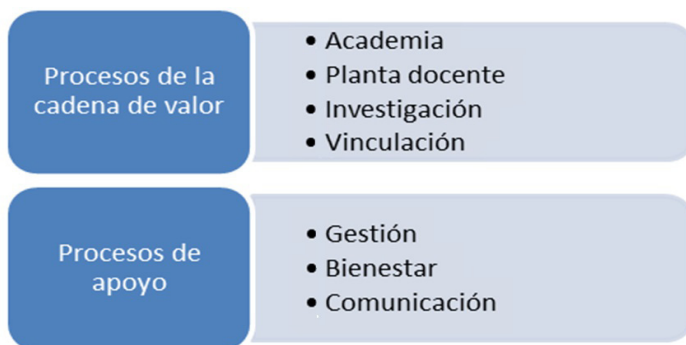 Procesos de la
cadena de valor
• Academia
• Planta docente
• Investigación
• Vinculación
Procesos de
apoyo
• Gestión
• Bienestar
• Comunicación